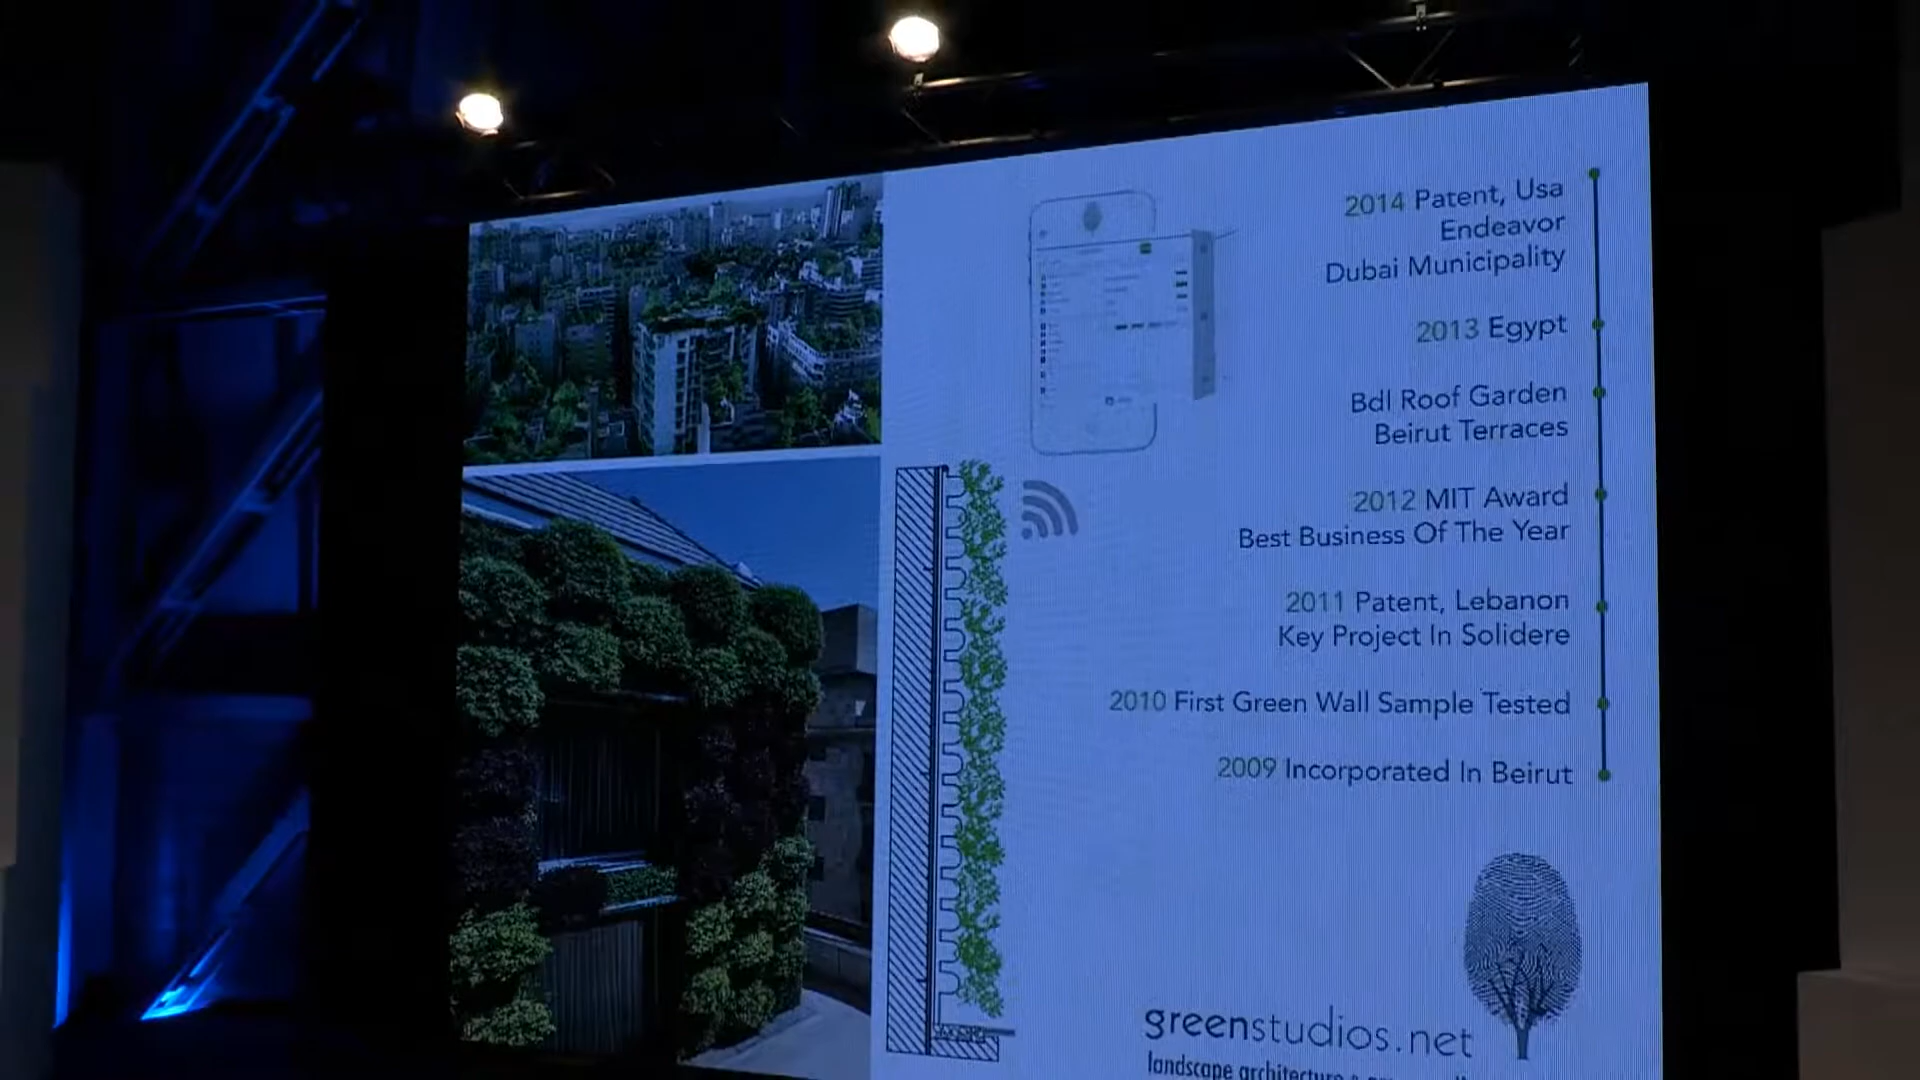 2014 Patent, Usa
Endeavor
Dubai Municipality
2013 Egypt
Bdl Roof Garden
Beirut Terraces
2012 MIT Award
Best Business Of The Year
2011 Patent, Lebanon
Key Project In Solidere
2010 First Green Wall Sample Tested
2009 Incorporated In Beirut
greenstudios.net
landscape architecture